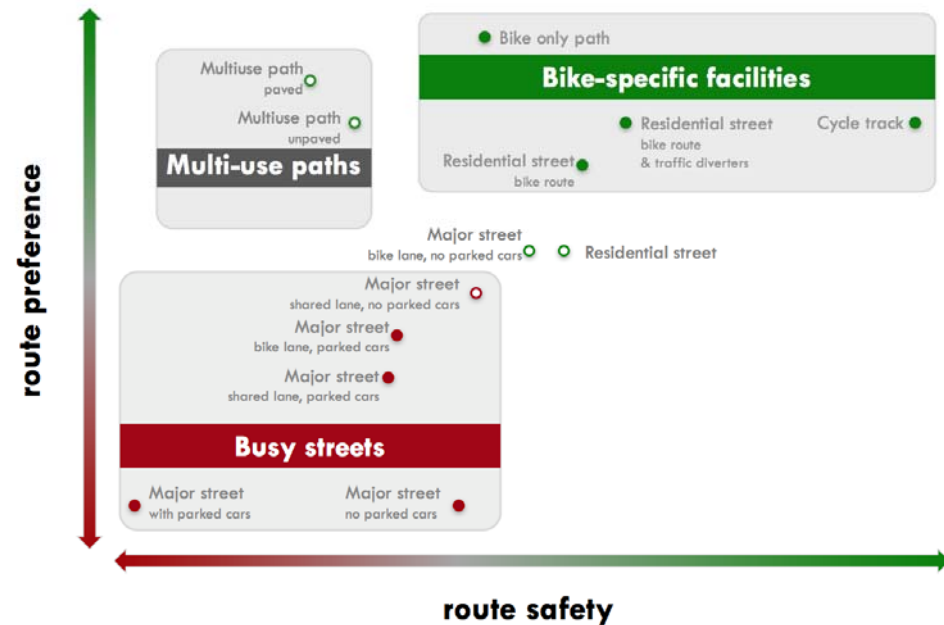 Bike only path
Bike-specific facilities
Multiuse path
paved
Multiuse path
unpaved
Multi-use paths
Residential street
bike route
& traffic diverters
Cycle track
Residential street
bike route
Major street
bike lane, no parked cars
Residential street
Major street
shared lane, no parked cars
Major street
bike lane, parked cars
Major street
shared lane, parked cars
Busy streets
Major street
with parked cars
Major street
no parked cars
route preference
route safety